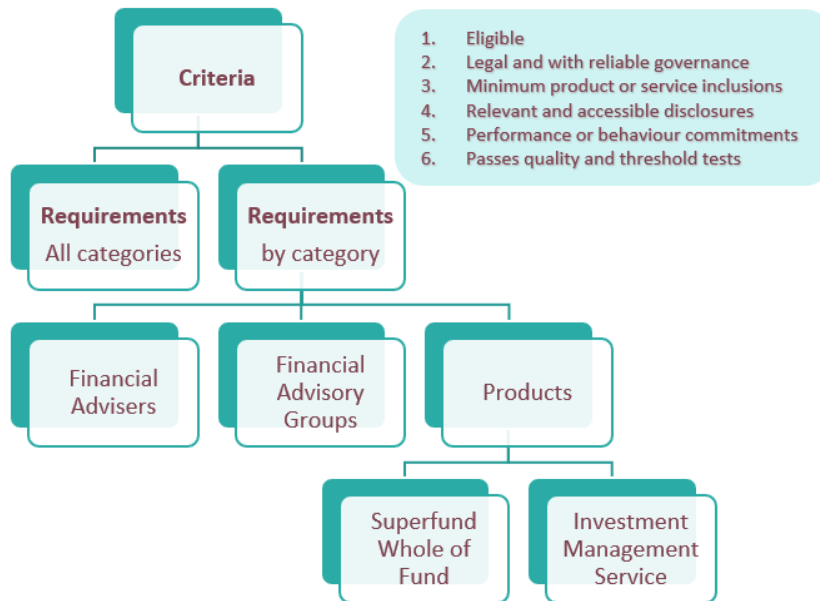 Criteria
1. Eligible
2. Legal and with reliable governance
3. Minimum product or service inclusions
4. Relevant and accessible disclosures
5. Performance or behaviour commitments
6. Passes quality and threshold tests
Requirements
All categories
Requirements
by category
Financial
Advisers
Financial
Advisory
Groups
Products
Superfund
Whole of
Fund
Investment
Management
Service